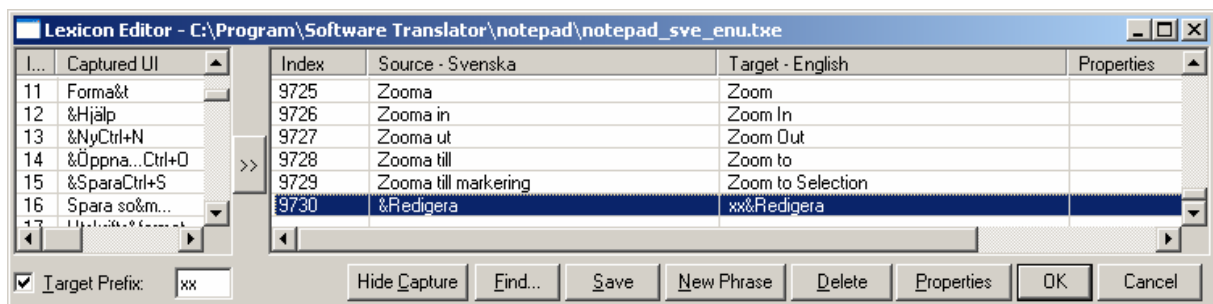 Lexicon Editor - C:\Program\Software Translator\notepad\notepad_sve_enu.txe
I... Captured UI Index Source - Svenska Target - English Properties
11 Forma&t 9725 Zooma Zoom
12 &Hjälp 9726 Zooma in Zoom In
13 &NyCtrl+N 9727 Zooma ut Zoom Out
14 &Öppna...Ctrl+O >> 9728 Zooma till Zoom to
15 &SparaCtrl+S 9729 Zooma till markering Zoom to Selection
16 Spara so&m... 9730 &Redigera xx&Redigera
17
Target Prefix: xx Hide Capture Find... Save New Phrase Delete Properties OK Cancel